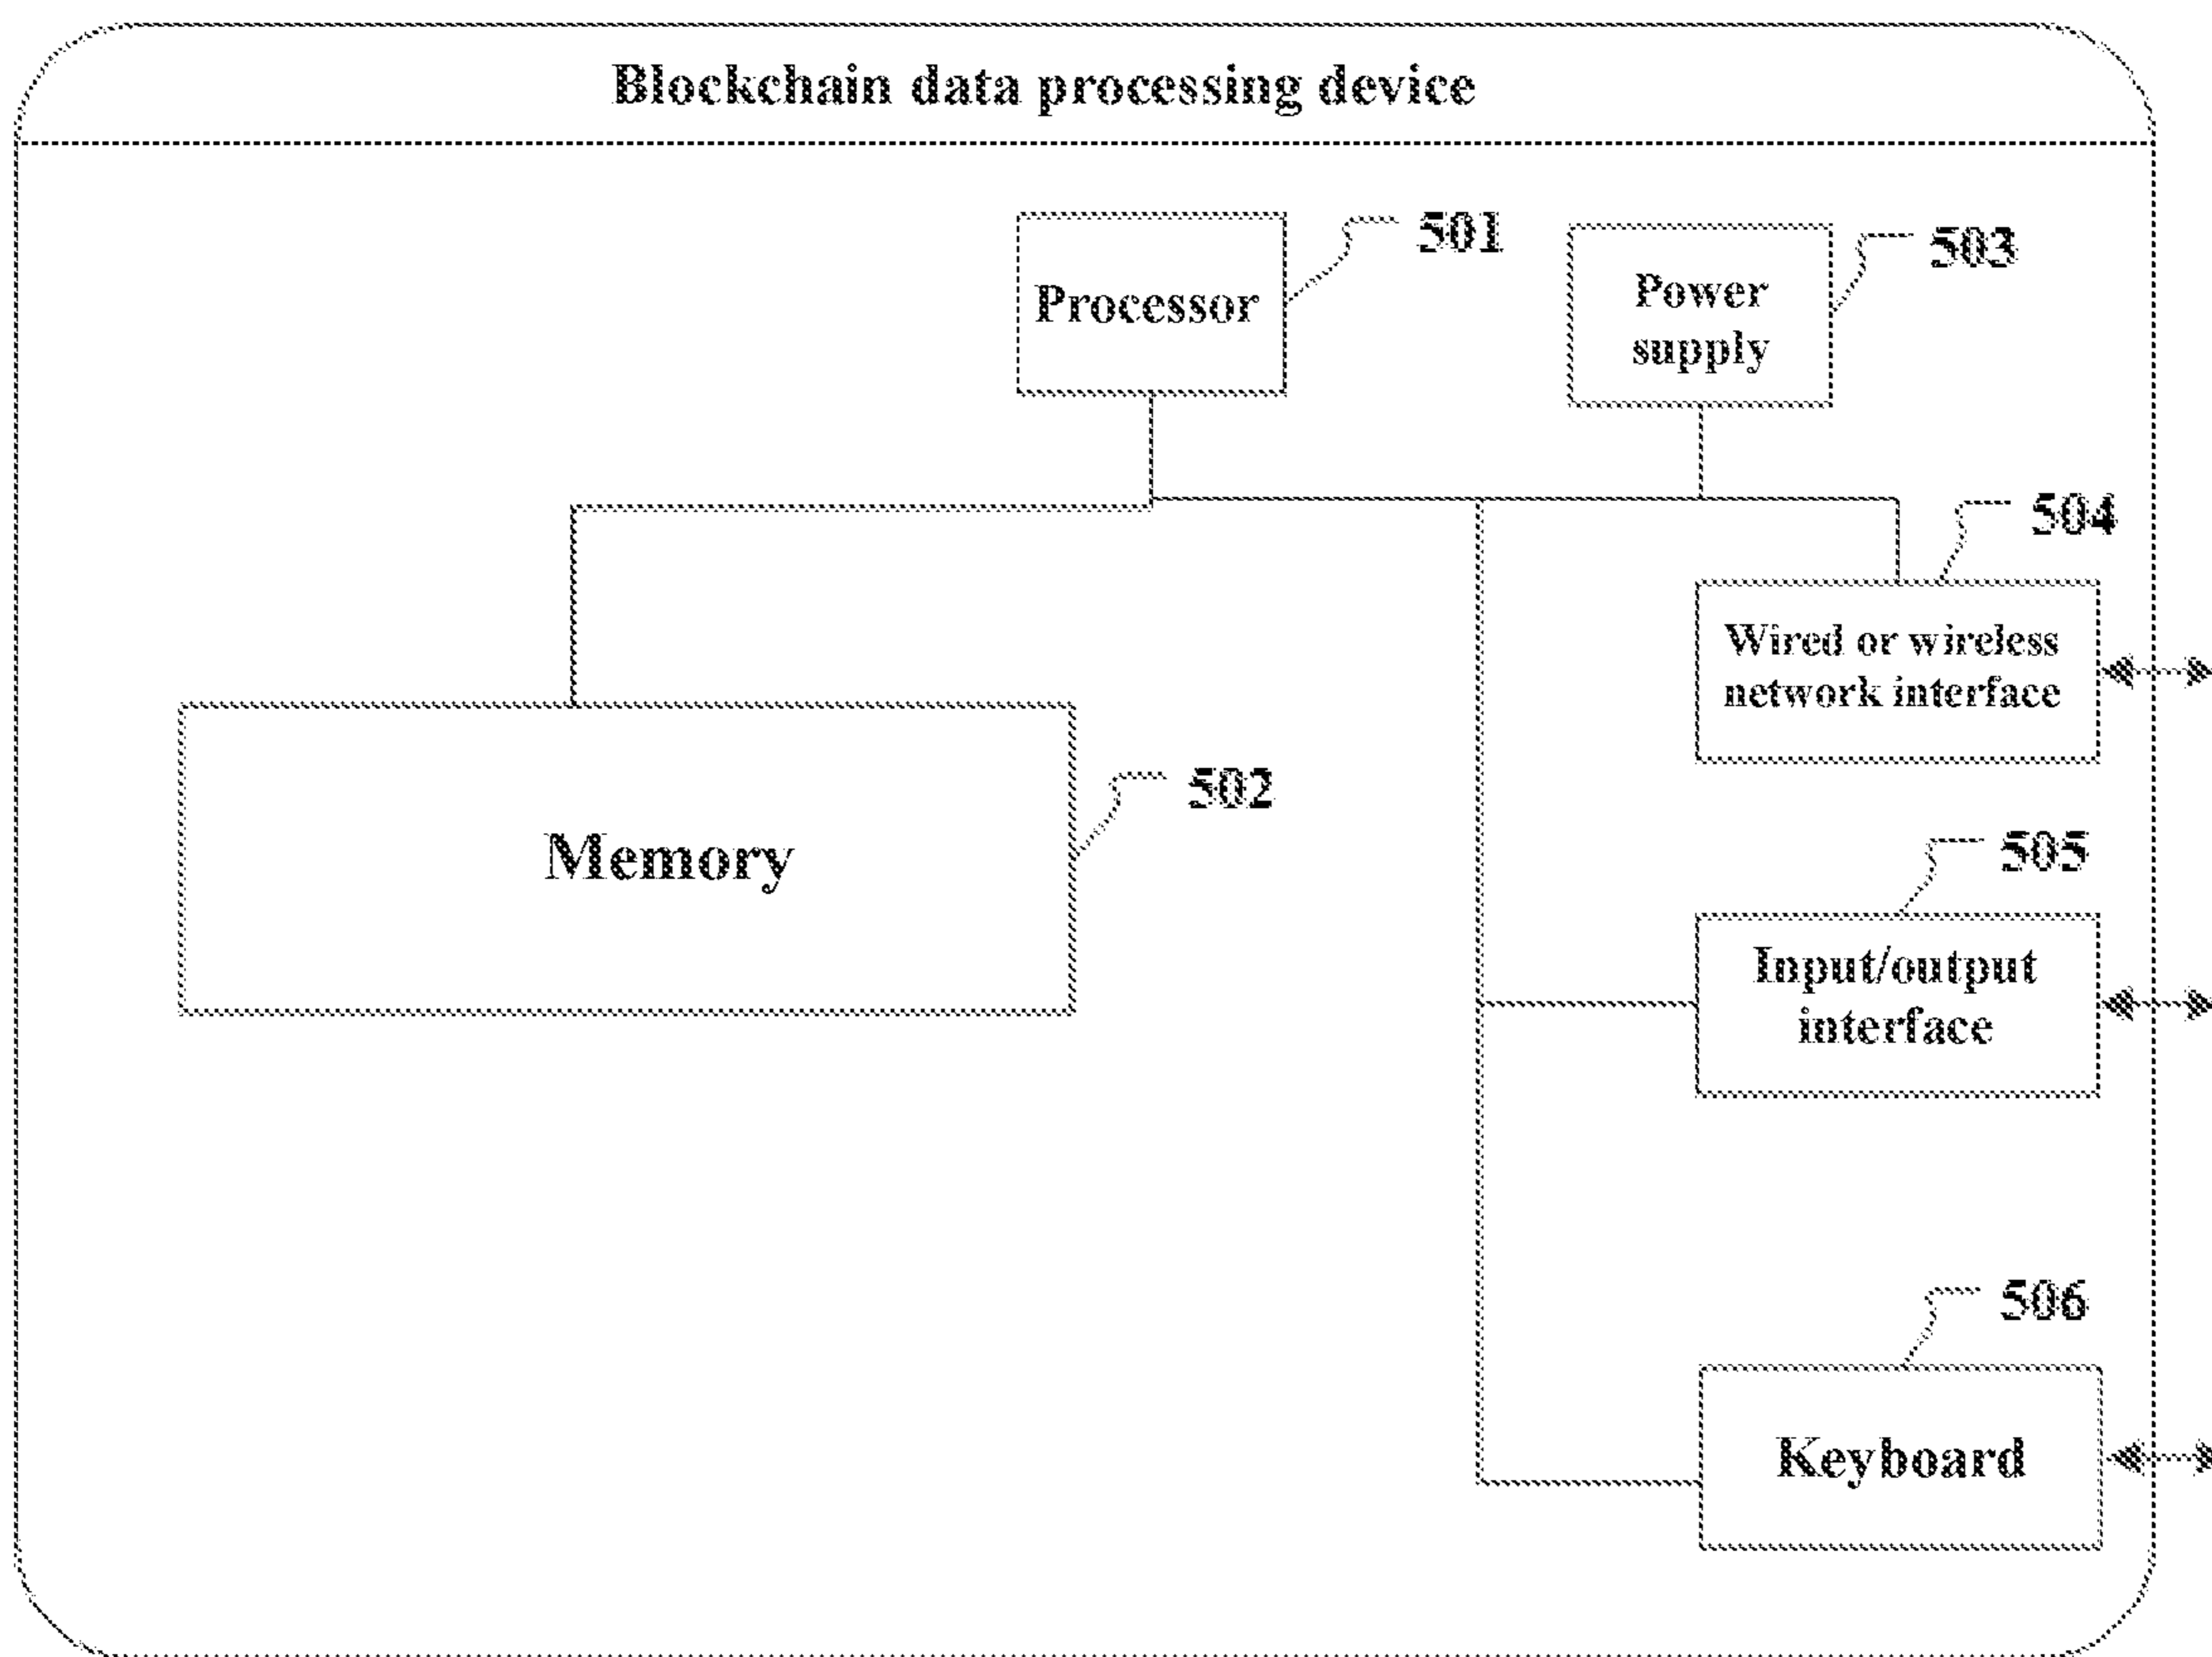 Blockchain data processing device
501
Processor
503
Power
supply
504
Wired or wireless
network interface
502
Memory
505
Input/output
interface
506
Keyboard